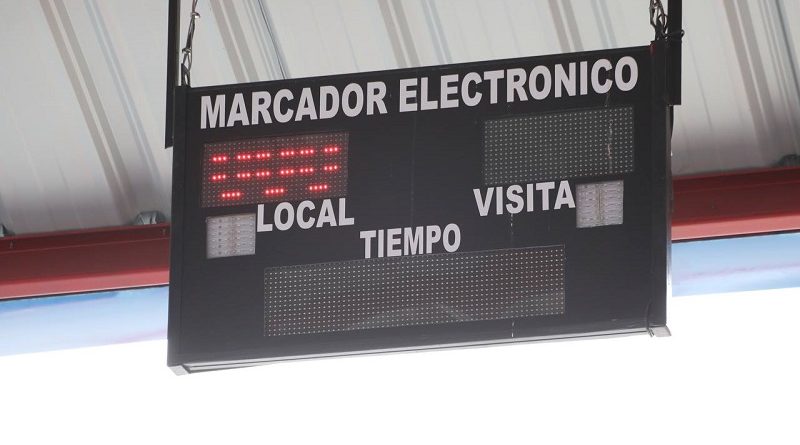 MARCADOR ELECTRONICO
LOCAL
VISITA
TIEMPO